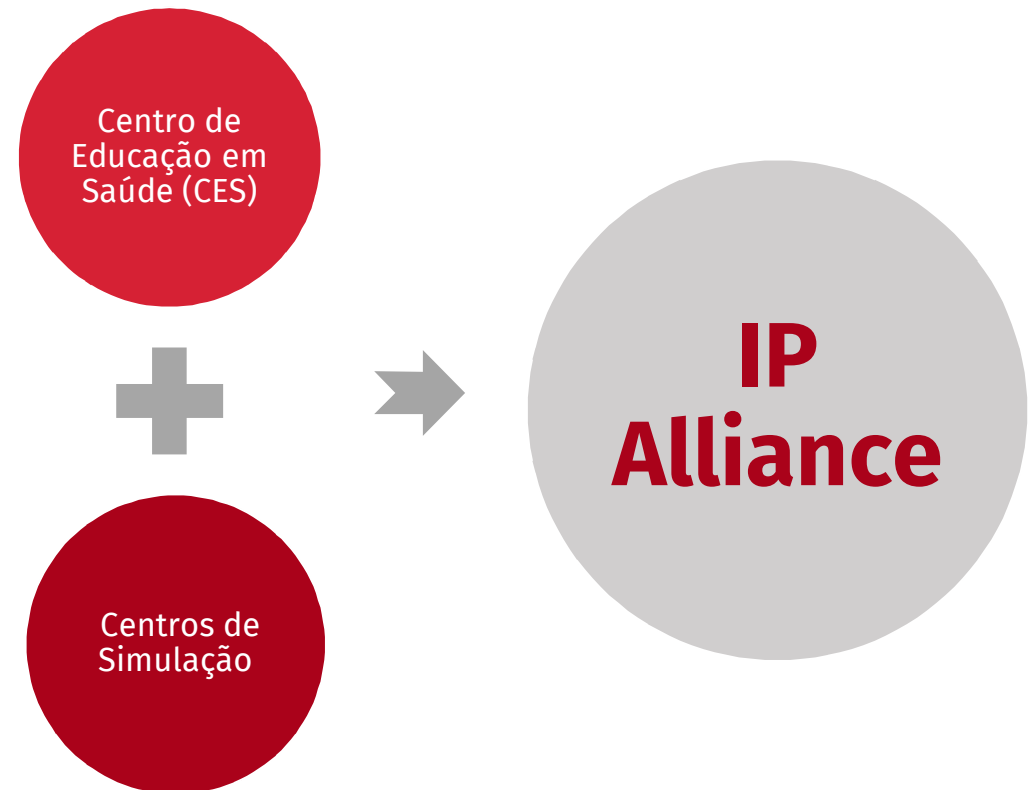 Centro de
Educação em
Saúde (CES)
Centros de
Simulação
IP
Alliance